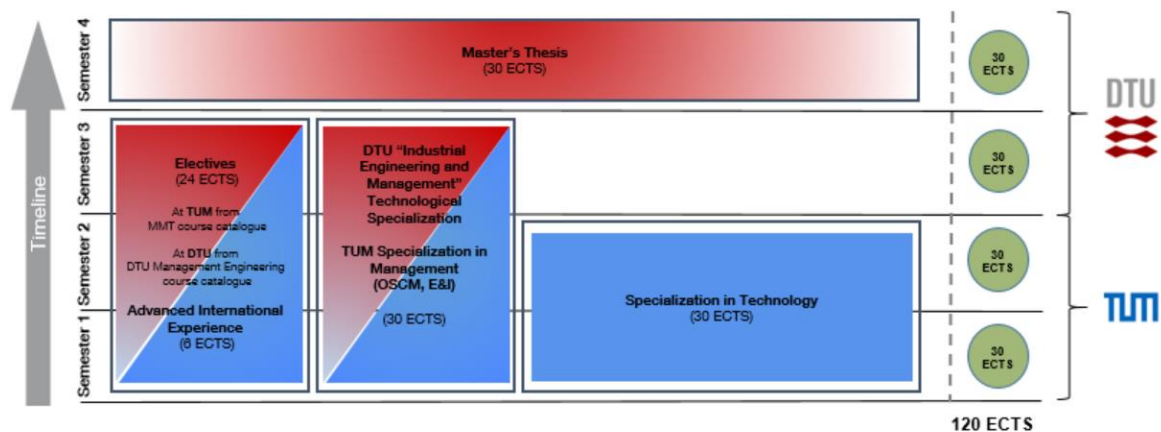 Timeline
Semester 4
Semester 3
Semester 2
Semester 1
Master's Thesis
(30 ECTS)
Electives
(24 ECTS)
At TUM from
MMT course catalogue
At DTU from
DTU Management Engineering
course catalogue
Advanced International
Experience
(6 ECTS)
DTU “Industrial
Engineering and
Management”
Technological
Specialization
TUM Specialization in
Management
(OSCM, E&I)
(30 ECTS)
Specialization in Technology
(30 ECTS)
30
ECTS
30
ECTS
30
ECTS
30
ECTS
120 ECTS
DTU
TUM